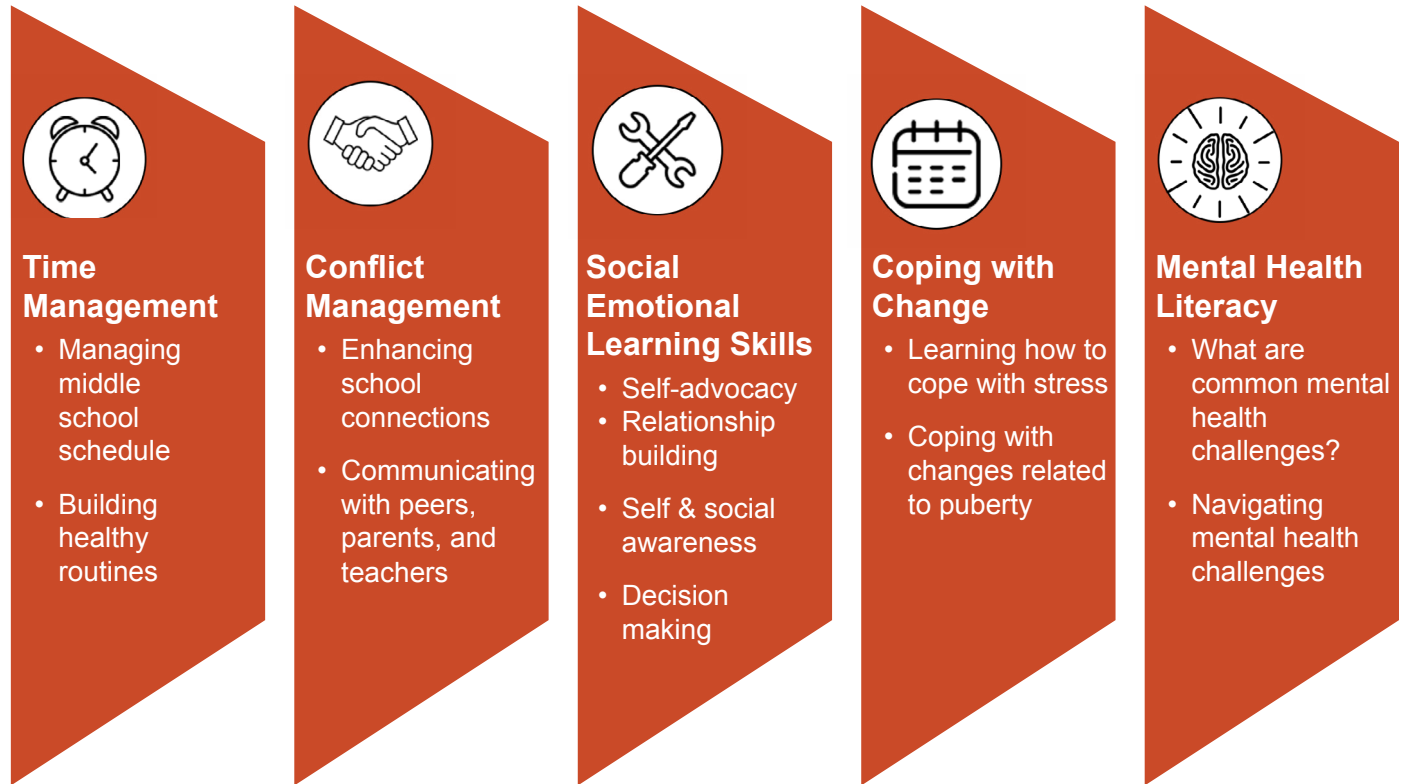 Time
Management
• Managing
middle
school
schedule
• Building
healthy
routines
Conflict
Management
• Enhancing
school
connections
• Communicating
with peers,
parents, and
teachers
Social
Emotional
Learning Skills
• Self-advocacy
• Relationship
building
• Self & social
awareness
• Decision
making
Coping with
Change
• Learning how to
cope with stress
• Coping with
changes related
to puberty
Mental Health
Literacy
• What are
common mental
health
challenges?
• Navigating
mental health
challenges